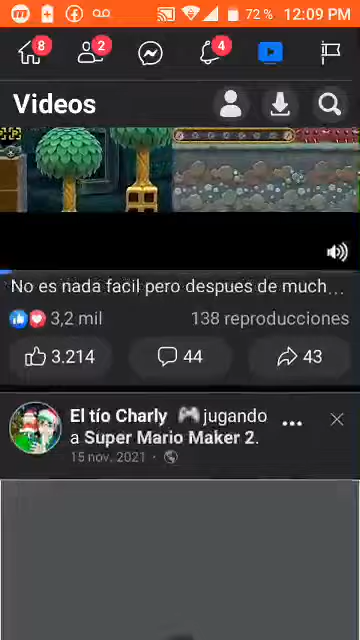 72 % 12:09 PM
8
2
4
Videos
No es nada facil pero despues de much...
3,2 mil
138 reproducciones
3.214
44
43
El tío Charly 🎮 jugando
a Super Mario Maker 2.
15 nov. 2021 ·